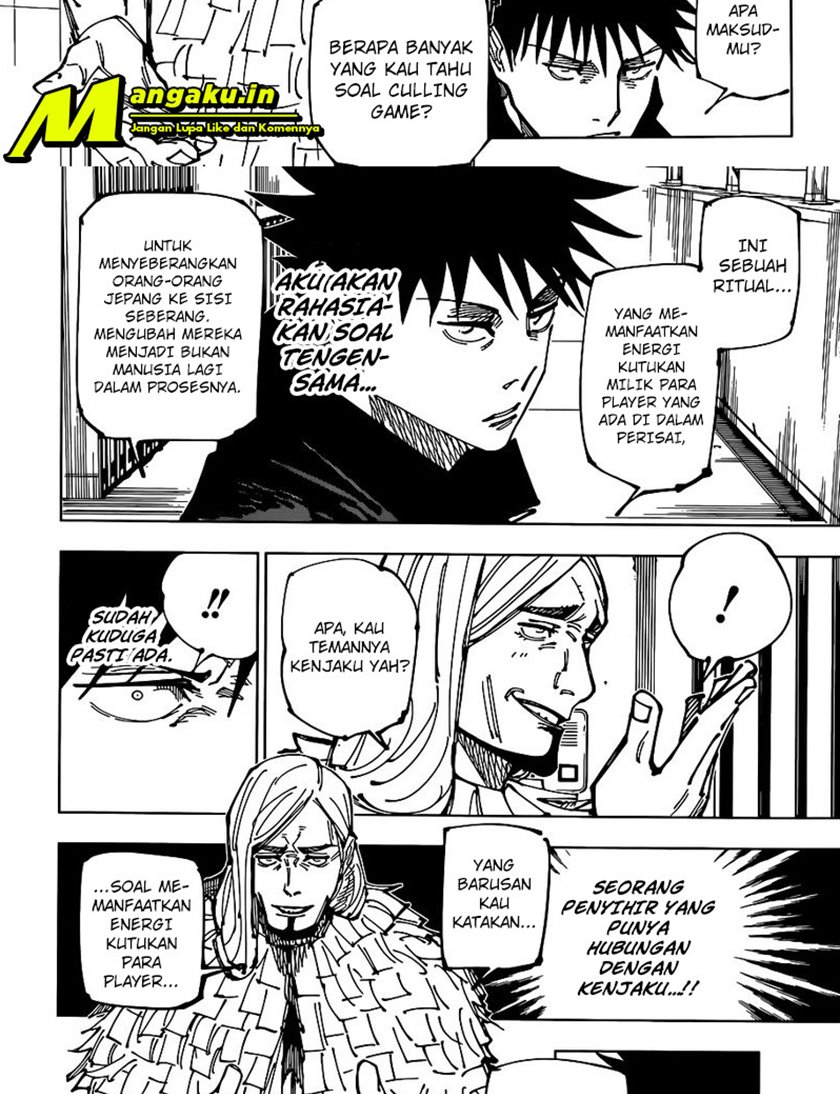 APA
MAKSUD-
MU?
BERAPA BANYAK
YANG KAU TAHU
SOAL CULLING
GAME?
Mangaku.in
Jangan Lupa Like dan Komennya
INI
SEBUAH
RITUAL...
YANG ME-
MANFAATKAN
ENERGI
KUTUKAN
MILIK PARA
PLAYER YANG
ADA DI DALAM
PERISAI,
AKU AKAN
RAHASIA-
KAN SOAL
TENGEN-
SAMA...
UNTUK
MENYEBERANGKAN
ORANG-ORANG
JEPANG KE SISI
SEBERANG.
MENGUBAH MEREKA
MENJADI BUKAN
MANUSIA LAGI
DALAM PROSESNYA.
!
APA, KAU
TEMANNYA
KENJAKU YAH?
!!
SUDAH
KUDUGA
PASTI ADA.
SEORANG
PENYIHIR YANG
PUNYA
HUBUNGAN
DENGAN
KENJAKU...!!
YANG
BARUSAN
KAU
KATAKAN...
...SOAL ME-
MANFAATKAN
ENERGI
KUTUKAN
PARA
PLAYER...